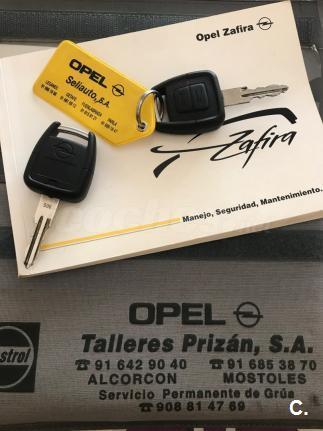 Opel Zafira
OPEL
Seliauto, S.A.
Zafira
Manejo, Seguridad, Mantenimiento.
OPEL
Talleres Prizán, S.A.
☎ 91 642 90 40 ☎ 91 685 38 70
ALCORCON MOSTOLES
Servicio Permanente de Grúa
☎ 908 81 47 69
strol
C.